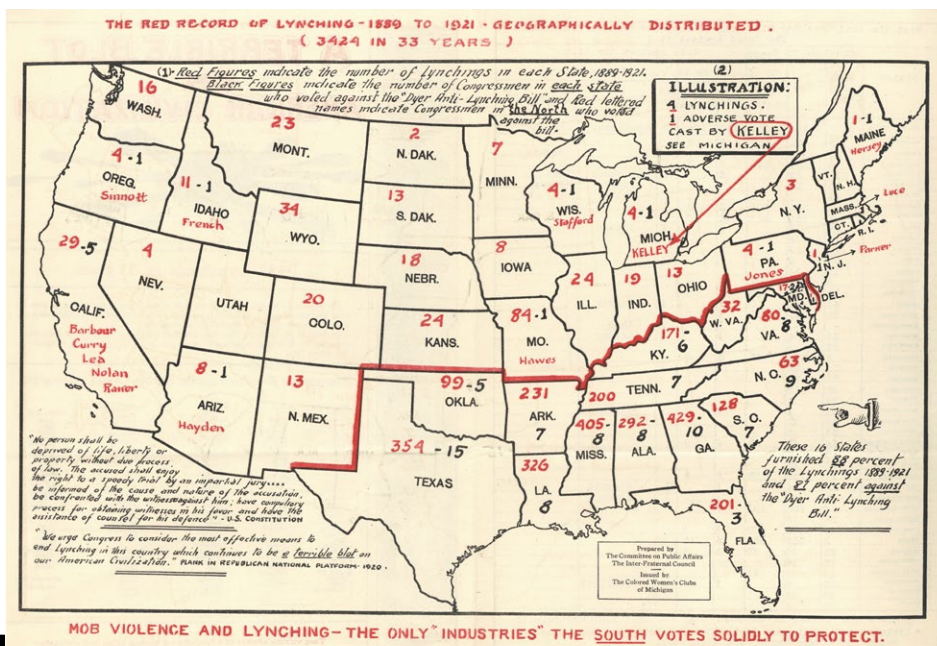 THE RED RECORD OF LYNCHING-1889 TO 1921 - GEOGRAPHICALLY DISTRIBUTED.
( 3424 IN 33 YEARS )
(1)- Red Figures indicate the number of Lynchings in each State, 1889-1921.
Black Figures indicate the number of Congressmen in each state
who voted against the "Dyer Anti-Lynching Bill" and Red lettered
names indicate Congressmen in the North who voted
against the
bill-
(2)
ILLUSTRATION:
4 LYNCHINGS.
1 ADVERSE VOTE
CAST BY KELLEY
SEE MICHIGAN
16
WASH.
4-1
OREG.
Sinnott
11-1
IDAHO
French
23
MONT.
34
WYO.
2
N. DAK.
13
S. DAK.
18
NEBR.
24
KANS.
7
MINN.
8
IOWA
84-1
MO.
Hawes
4-1
WIS.
Stafford
4-1
MICH.
KELLEY
24
ILL.
19
IND.
13
OHIO
3
N.Y.
4-1
PA.
Jones
1-1
MAINE
Hersey
VT.
N.H.
MASS.
Luce
CT.
R.I.
1
1
N.J.
Parker
MD.
DEL.
29-5
CALIF.
Barbour
Curry
Lea
Nolan
4
NEV.
UTAH
20
COLO.
8-1
ARIZ.
Hayden
13
N. MEX.
99-5
OKLA.
354-15
TEXAS
231
ARK.
7
326
LA.
8
32
W. VA.
171-
KY. 6
80-
VA. 8
200
TENN. 7
63
N.C.
9
405-
8
MISS.
292-
8
ALA.
429-
10
GA.
128
S.C.
7
201-
3
FLA.
These 16 States
furnished 88 percent
of the Lynchings 1889-1921
and 87 percent against
the "Dyer Anti Lynching
Bill."
"No person shall be
deprived of life, liberty or
property without due process
of law. The accused shall enjoy
the right to a speedy trial by an impartial jury....
be informed of the cause and nature of the accusation,
be confronted with the witness against him; have compulsory
process for obtaining witnesses in his favor and have the
assistance of counsel for his defence" - U.S. CONSTITUTION
"We urge Congress to consider the most effective means to
end Lynching in this country which continues to be a terrible blot on
our American Civilization." PLANK IN REPUBLICAN NATIONAL PLATFORM-1920.
Prepared by
The Committee on Public Affairs
The Inter-Fraternal Council
Issued by
The Colored Women's Clubs
of Michigan
MOB VIOLENCE AND LYNCHING-THE ONLY "INDUSTRIES" THE SOUTH VOTES SOLIDLY TO PROTECT.